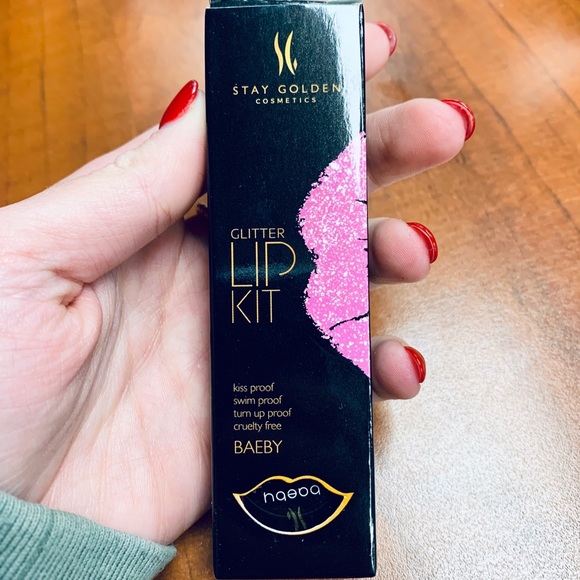 STAY GOLDEN
COSMETICS
GLITTER
LIP
KIT
kiss proof
swim proof
turn up proof
cruelty free
BAEBY
baeby